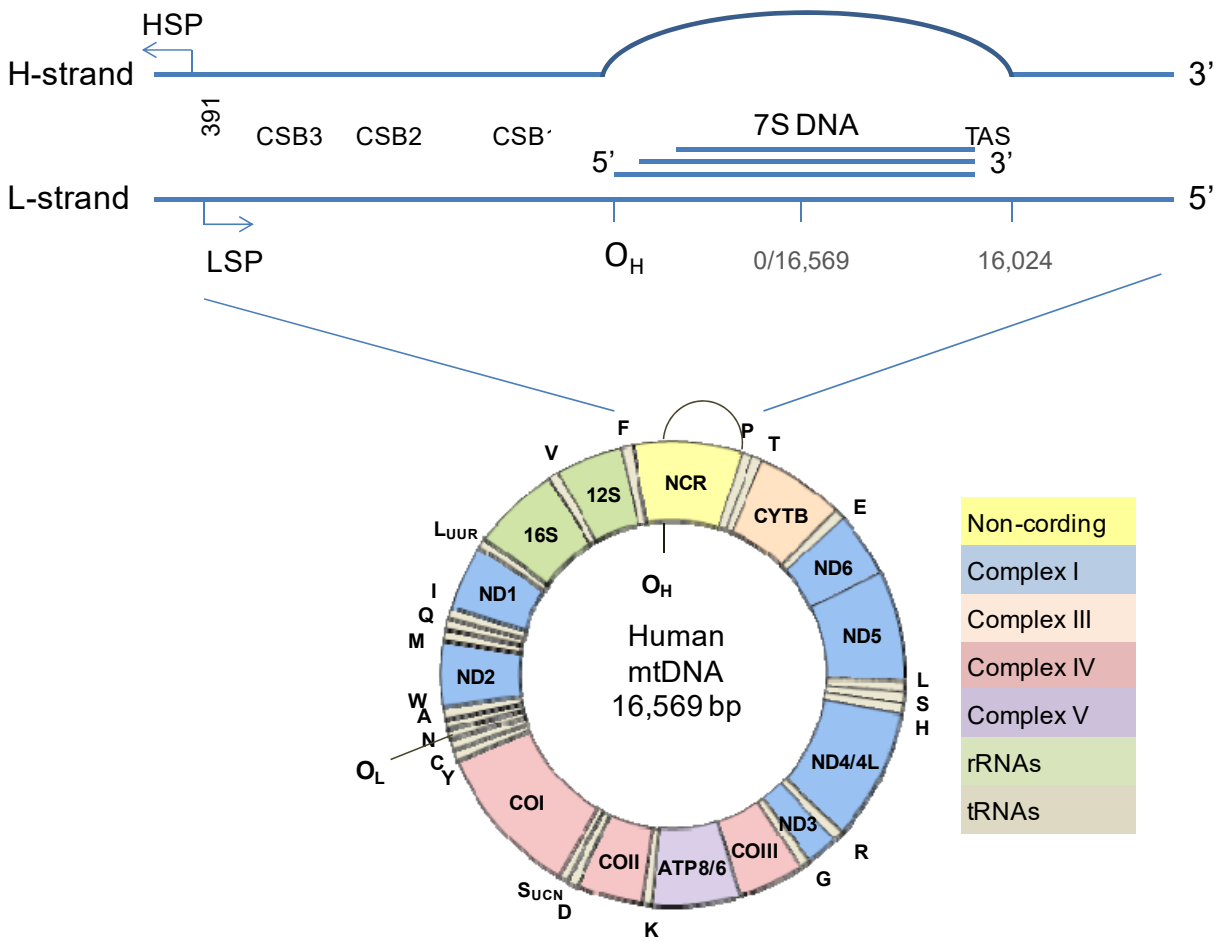 HSP
H-strand
3’
391
CSB3
CSB2
CSB1
7S DNA
TAS
5’
3’
L-strand
5’
LSP
OH
0/16,569
16,024
F
P
T
V
NCR
12S
CYTB
E
16S
LUUR
ND6
ND1
I
OH
Q
Human
ND5
M
mtDNA
ND2
16,569 bp
L
W
S
A
H
N
C
OL
Y
ND4/4L
COI
ND3
R
COII
ATP8/6
COIII
G
SUCN
D
K
Non-cording
Complex I
Complex III
Complex IV
Complex V
rRNAs
tRNAs